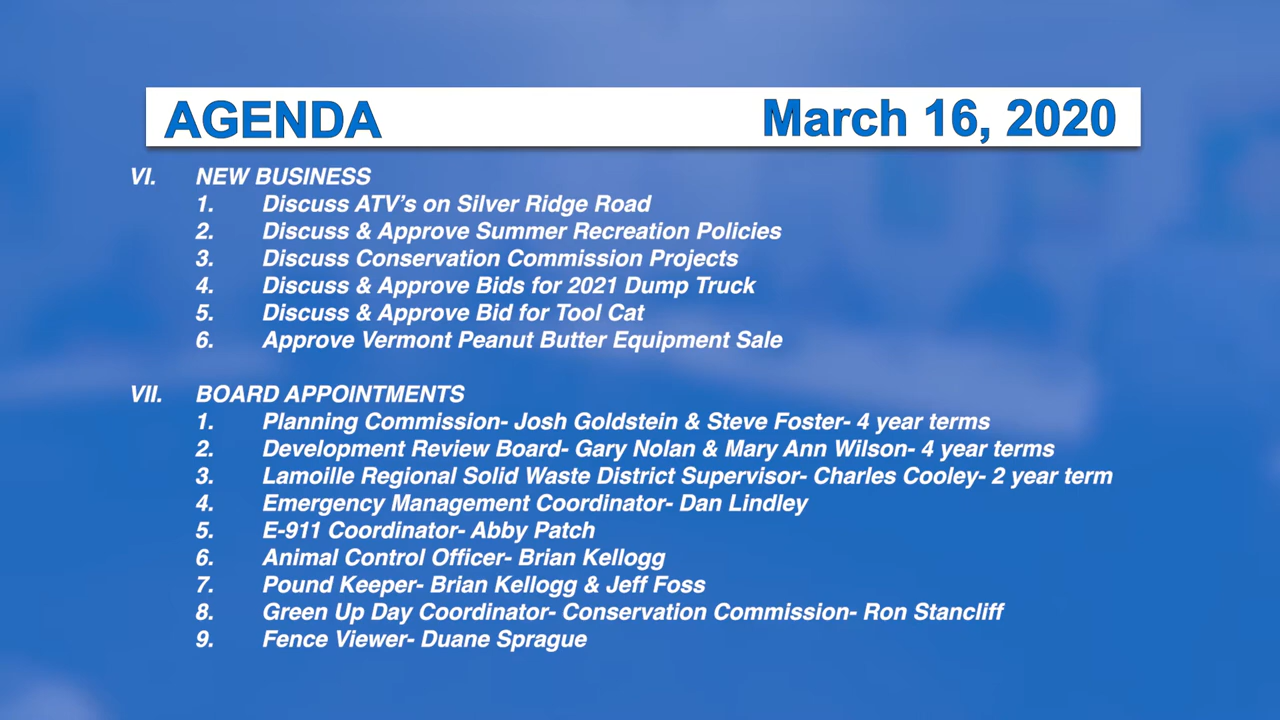 AGENDA March 16, 2020
VI. NEW BUSINESS
1. Discuss ATV’s on Silver Ridge Road
2. Discuss & Approve Summer Recreation Policies
3. Discuss Conservation Commission Projects
4. Discuss & Approve Bids for 2021 Dump Truck
5. Discuss & Approve Bid for Tool Cat
6. Approve Vermont Peanut Butter Equipment Sale
VII. BOARD APPOINTMENTS
1. Planning Commission- Josh Goldstein & Steve Foster- 4 year terms
2. Development Review Board- Gary Nolan & Mary Ann Wilson- 4 year terms
3. Lamoille Regional Solid Waste District Supervisor- Charles Cooley- 2 year term
4. Emergency Management Coordinator- Dan Lindley
5. E-911 Coordinator- Abby Patch
6. Animal Control Officer- Brian Kellogg
7. Pound Keeper- Brian Kellogg & Jeff Foss
8. Green Up Day Coordinator- Conservation Commission- Ron Stancliff
9. Fence Viewer- Duane Sprague